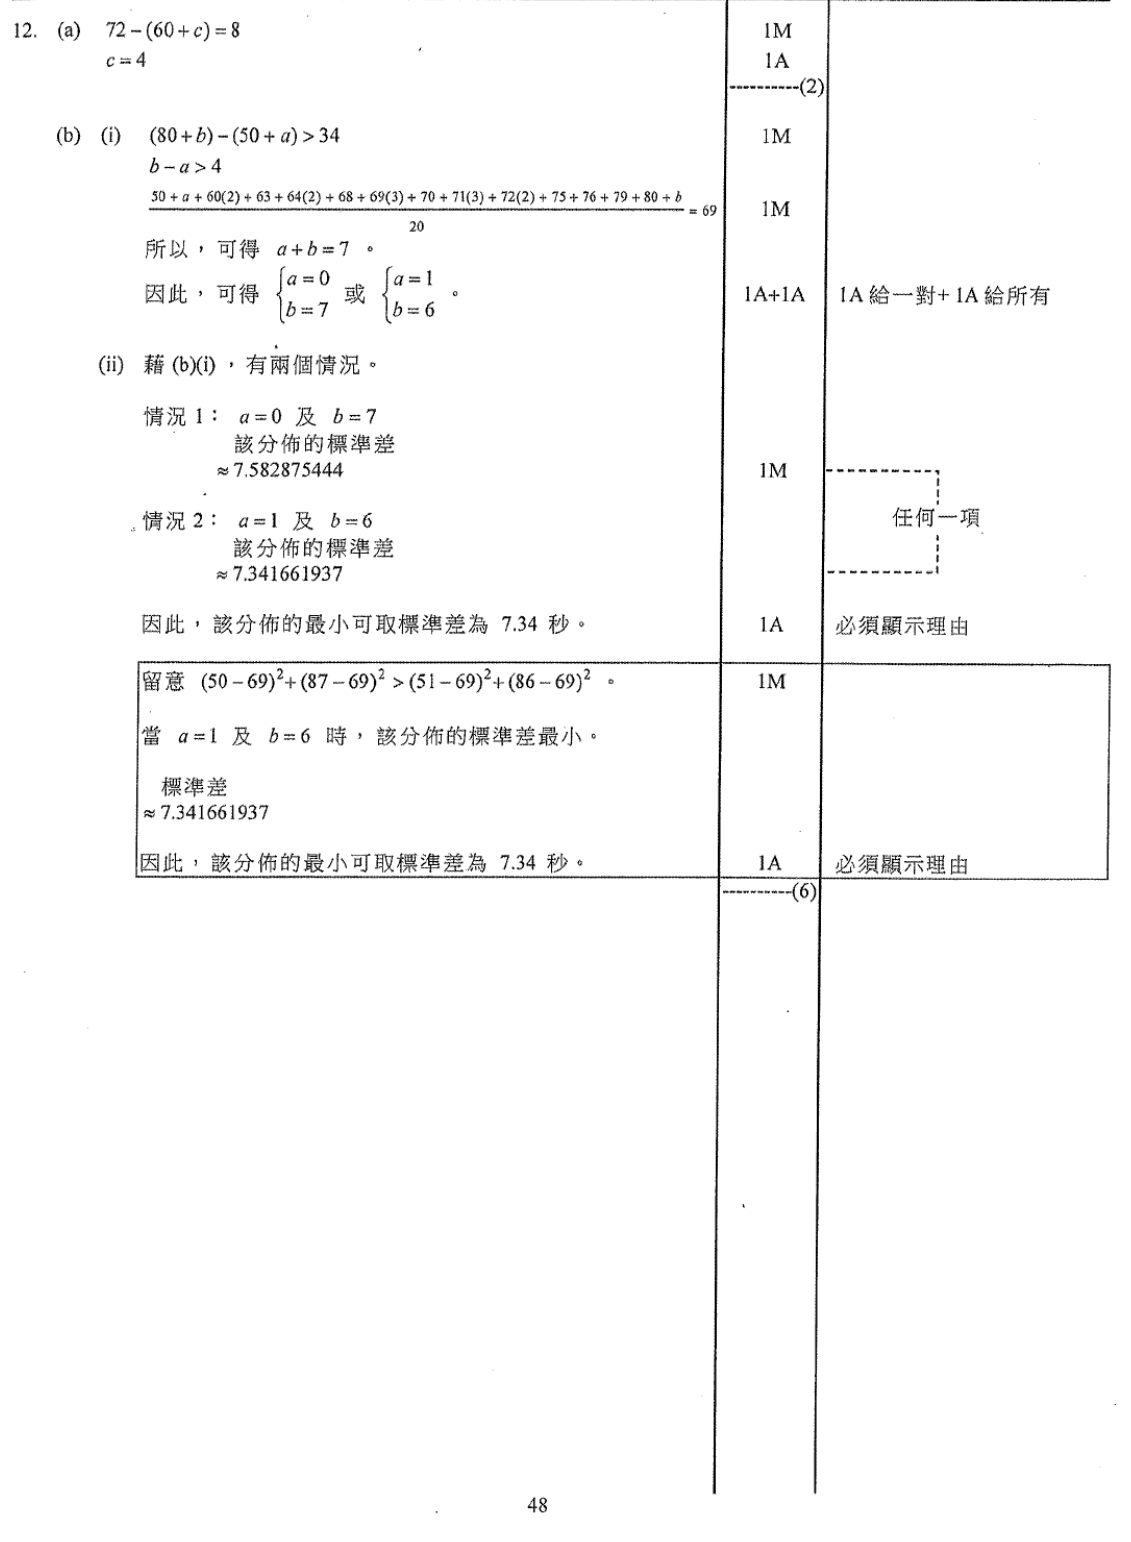 12. (a) 72 − (60 + c) = 8 1M
c = 4 1A
----------(2)
(b) (i) (80 + b) − (50 + a) > 34 1M
b − a > 4
50 + a + 60(2) + 63 + 64(2) + 68 + 69(3) + 70 + 71(3) + 72(2) + 75 + 76 + 79 + 80 + b
= 69 1M
20
所以，可得 a + b = 7 。
因此，可得 {a = 0 b = 7 或 {a = 1 b = 6 。 1A+1A 1A 給一對+ 1A 給所有
(ii) 藉 (b)(i) ，有兩個情況。
情況 1： a = 0 及 b = 7
該分佈的標準差
≈ 7.582875444 1M
任何一項
情況 2： a = 1 及 b = 6
該分佈的標準差
≈ 7.341661937
因此，該分佈的最小可取標準差為 7.34 秒。 1A 必須顯示理由
留意 (50 − 69)²+ (87 − 69)² > (51 − 69)²+ (86 − 69)² 。 1M
當 a = 1 及 b = 6 時，該分佈的標準差最小。
標準差
≈ 7.341661937
因此，該分佈的最小可取標準差為 7.34 秒。 1A 必須顯示理由
----------(6)
48